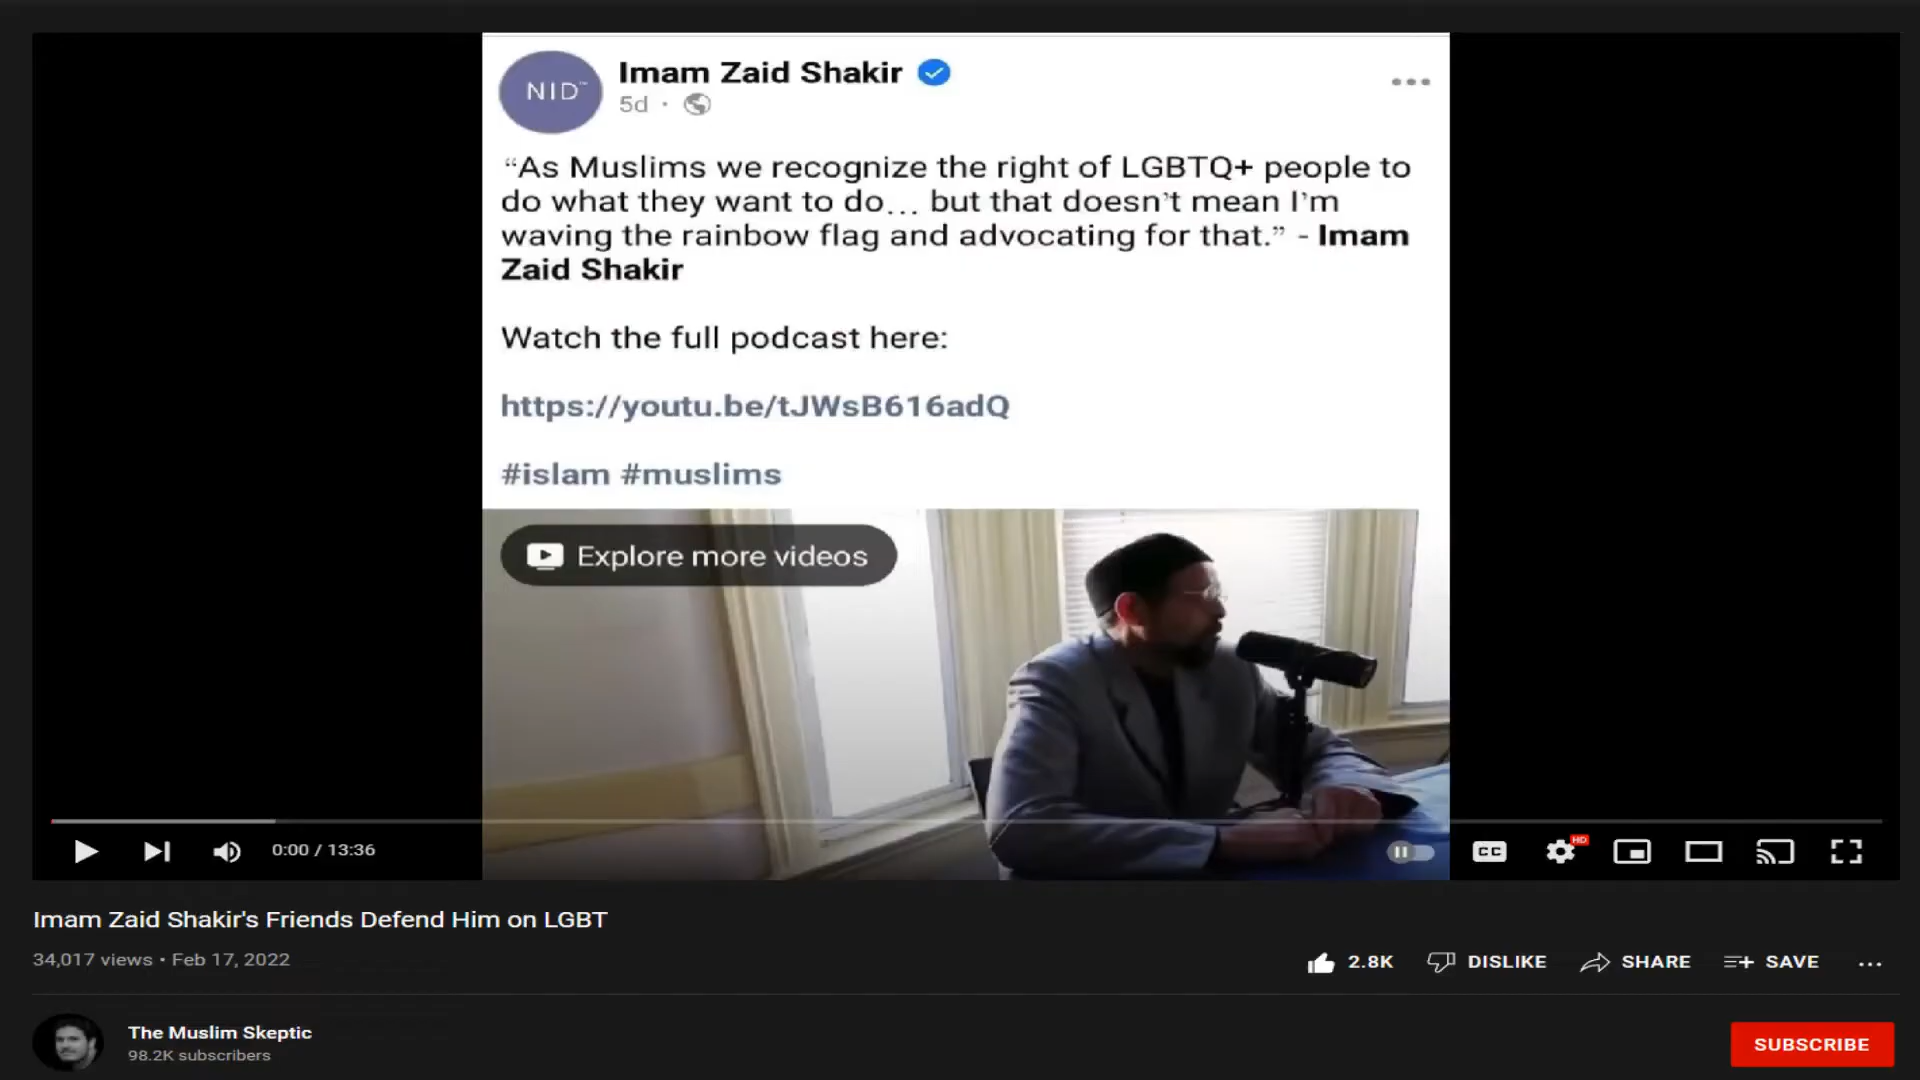 NID™
Imam Zaid Shakir
5d ·
“As Muslims we recognize the right of LGBTQ+ people to
do what they want to do... but that doesn’t mean I’m
waving the rainbow flag and advocating for that.” - Imam
Zaid Shakir
Watch the full podcast here:
https://youtu.be/tJWsB616adQ
#islam #muslims
Explore more videos
0:00 / 13:36
CC
HD
Imam Zaid Shakir's Friends Defend Him on LGBT
34,017 views • Feb 17, 2022
2.8K
DISLIKE
SHARE
SAVE
The Muslim Skeptic
98.2K subscribers
SUBSCRIBE